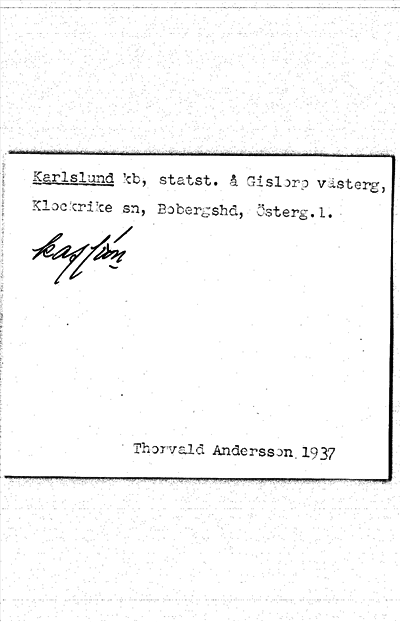 Karlslund kb, statst. å Gislorp västerg,
Klockrike sn, Bobergshd, Österg.l.
Thorvald Andersson 1937